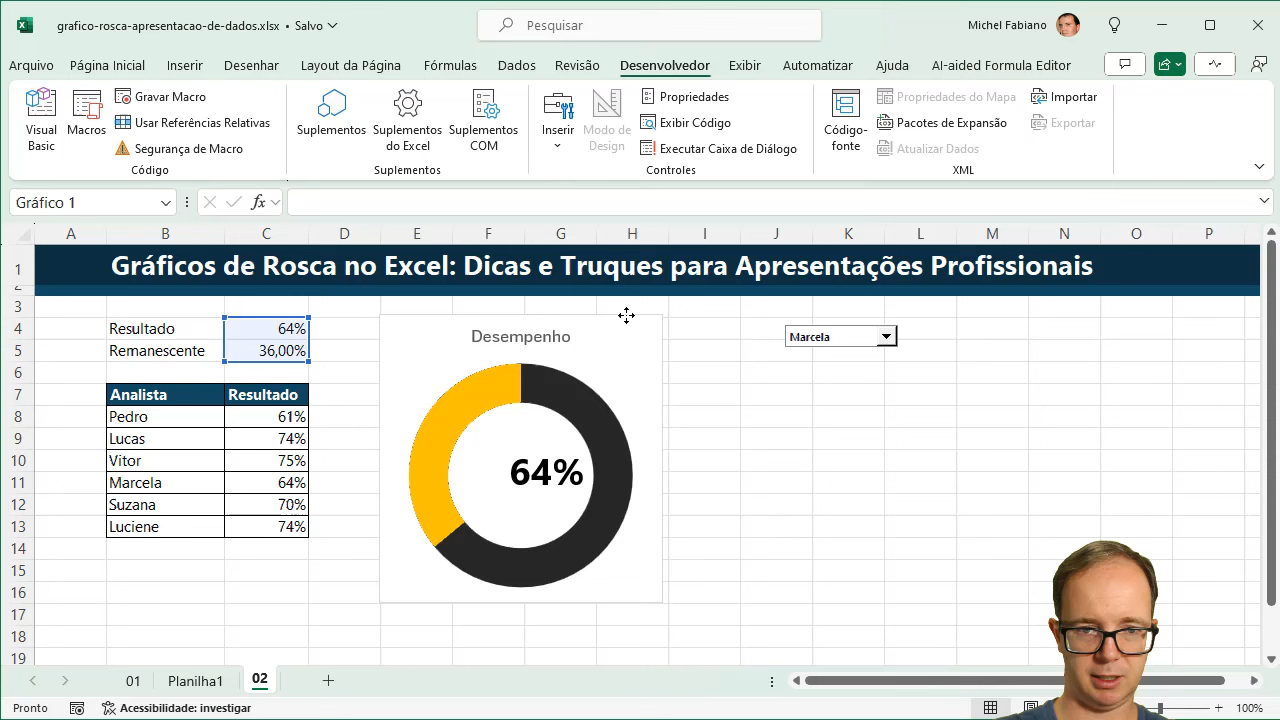 grafico-rosca-apresentacao-de-dados.xlsx • Salvo
Pesquisar
Michel Fabiano
Arquivo Página Inicial Inserir Desenhar Layout da Página Fórmulas Dados Revisão Desenvolvedor Exibir Automatizar Ajuda AI-aided Formula Editor
Visual Basic
Macros
Gravar Macro
Usar Referências Relativas
Segurança de Macro
Código
Suplementos
Suplementos do Excel
Suplementos COM
Suplementos
Inserir
Modo de Design
Propriedades
Exibir Código
Executar Caixa de Diálogo
Controles
Código-fonte
Propriedades do Mapa
Pacotes de Expansão
Atualizar Dados
Importar
Exportar
XML
Gráfico 1
fx
A B C D E F G H I J K L M N O P
1 Gráficos de Rosca no Excel: Dicas e Truques para Apresentações Profissionais
2
3
4 Resultado 64%
5 Remanescente 36,00%
6
7 Analista Resultado
8 Pedro 61%
9 Lucas 74%
10 Vitor 75%
11 Marcela 64%
12 Suzana 70%
13 Luciene 74%
14
15
16
17
18
19
Desempenho
64%
Marcela
01 Planilha1 02
Pronto
Acessibilidade: investigar
100%